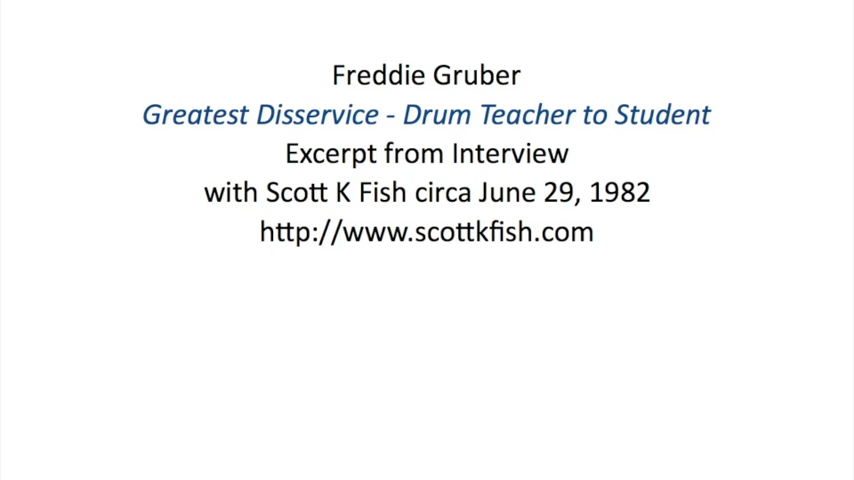 Freddie Gruber
Greatest Disservice - Drum Teacher to Student
Excerpt from Interview
with Scott K Fish circa June 29, 1982
http://www.scottkfish.com